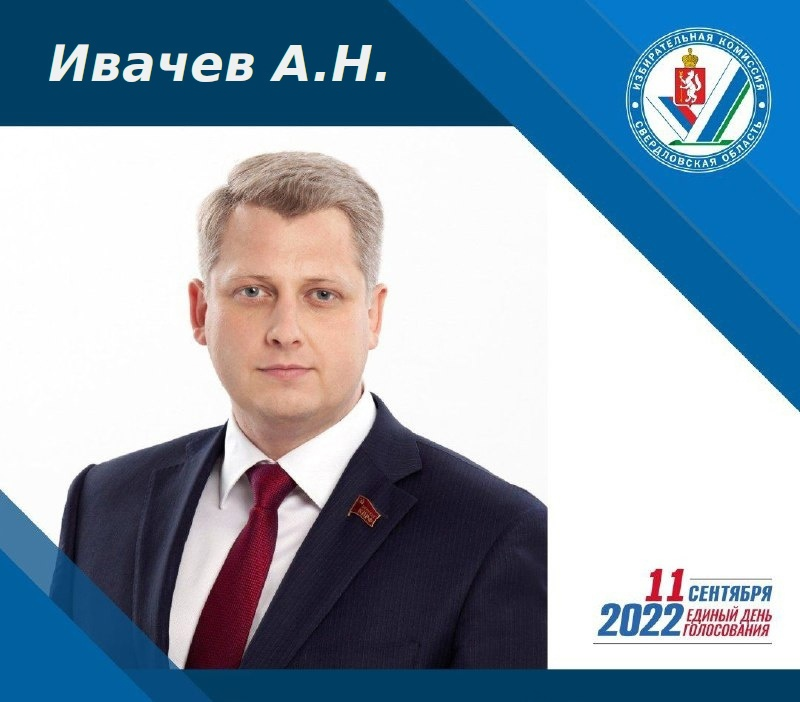 Ивачев А.Н.
ИЗБИРАТЕЛЬНАЯ КОМИССИЯ
СВЕРДЛОВСКАЯ ОБЛАСТЬ
11 СЕНТЯБРЯ
2022 ЕДИНЫЙ ДЕНЬ
ГОЛОСОВАНИЯ